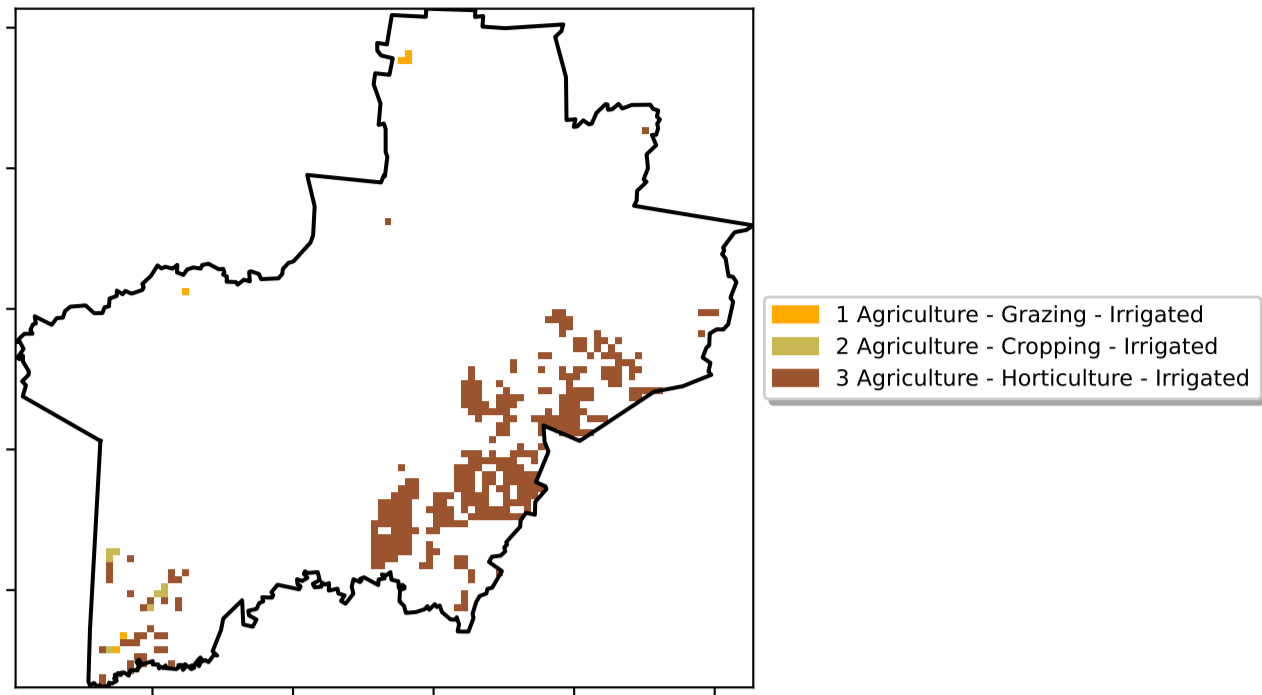 1 Agriculture - Grazing - Irrigated
2 Agriculture - Cropping - Irrigated
3 Agriculture - Horticulture - Irrigated